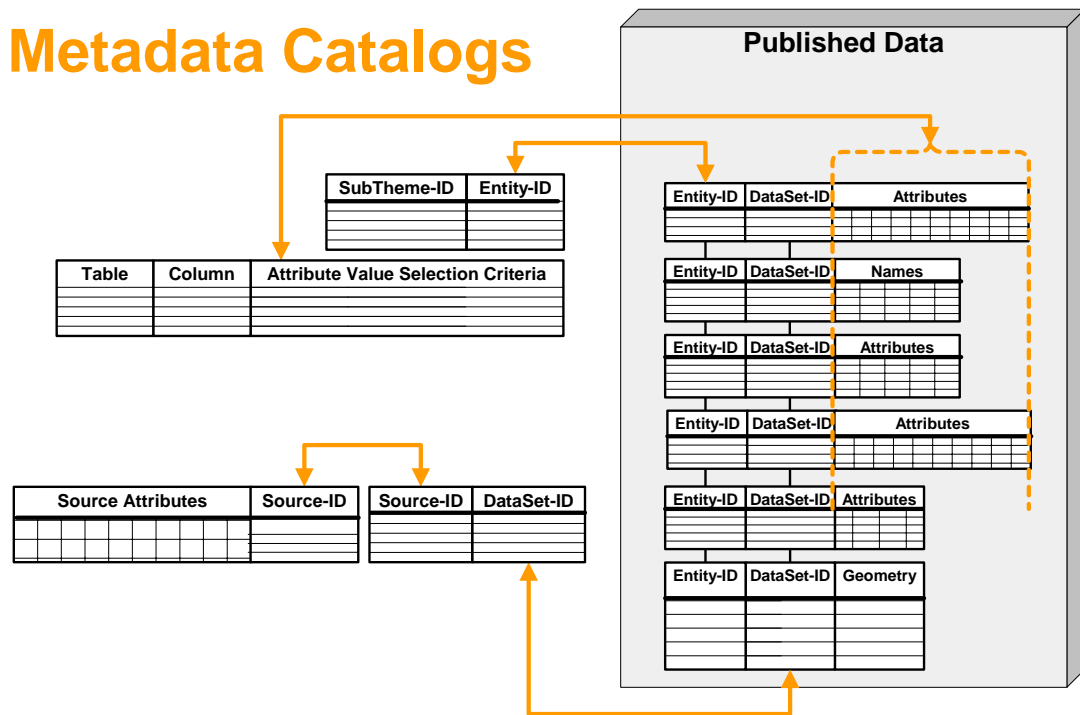 Metadata Catalogs
Published Data
SubTheme-ID Entity-ID
Table Column Attribute Value Selection Criteria
Source Attributes Source-ID
Source-ID DataSet-ID
Entity-ID DataSet-ID Attributes
Entity-ID DataSet-ID Names
Entity-ID DataSet-ID Attributes
Entity-ID DataSet-ID Attributes
Entity-ID DataSet-ID Attributes
Entity-ID DataSet-ID Geometry